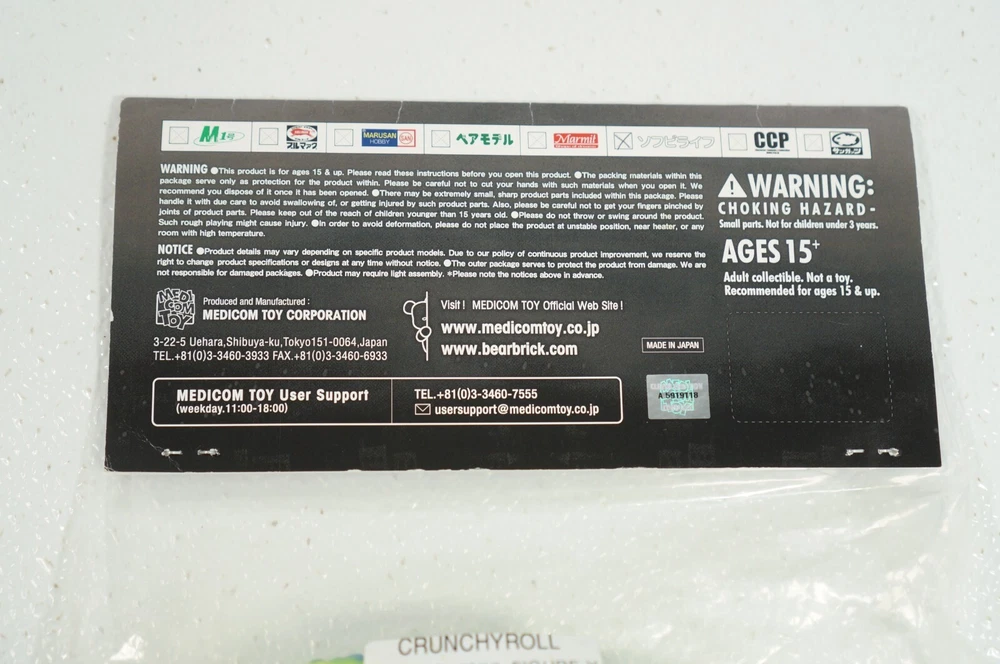 M1号
ブルマァク
MARUSAN
HOBBY
SAN
ベアモデル
Marmit
ソフビライフ
CCP
サンガッツ
WARNING ●This product is for ages 15 & up. Please read these instructions before you open this product. ●The packing materials within this
package serve only as protection for the product within. Please be careful not to cut your hands with such materials when you open it. We
recommend you dispose of it once it has been opened. ●There may be extremely small, sharp product parts included within this package. Please
handle it with due care to avoid swallowing of, or getting injured by such product parts. Also, please be careful not to get your fingers pinched by
joints of product parts. Please keep out of the reach of children younger than 15 years old. ●Please do not throw or swing around the product.
Such rough playing might cause injury. ●In order to avoid deformation, please do not place the product at unstable position, near heater, or any
room with high temperature.
NOTICE ●Product details may vary depending on specific product models. Due to our policy of continuous product improvement, we reserve the
right to change product specifications or designs at any time without notice. ●The outer package serves to protect the product from damage. We are
not responsible for damaged packages. ●Product may require light assembly. *Please note the notices above in advance.
WARNING:
CHOKING HAZARD-
Small parts. Not for children under 3 years.
AGES 15+
Adult collectible. Not a toy.
Recommended for ages 15 & up.
MEDI
COM
TOY
Produced and Manufactured :
MEDICOM TOY CORPORATION
3-22-5 Uehara,Shibuya-ku,Tokyo151-0064,Japan
TEL.+81(0)3-3460-3933 FAX.+81(0)3-3460-6933
Visit! MEDICOM TOY Official Web Site!
www.medicomtoy.co.jp
www.bearbrick.com
MADE IN JAPAN
MEDICOM TOY User Support
(weekday.11:00-18:00)
TEL.+81(0)3-3460-7555
usersupport@medicomtoy.co.jp
A 5919118
CRUNCHYROLL